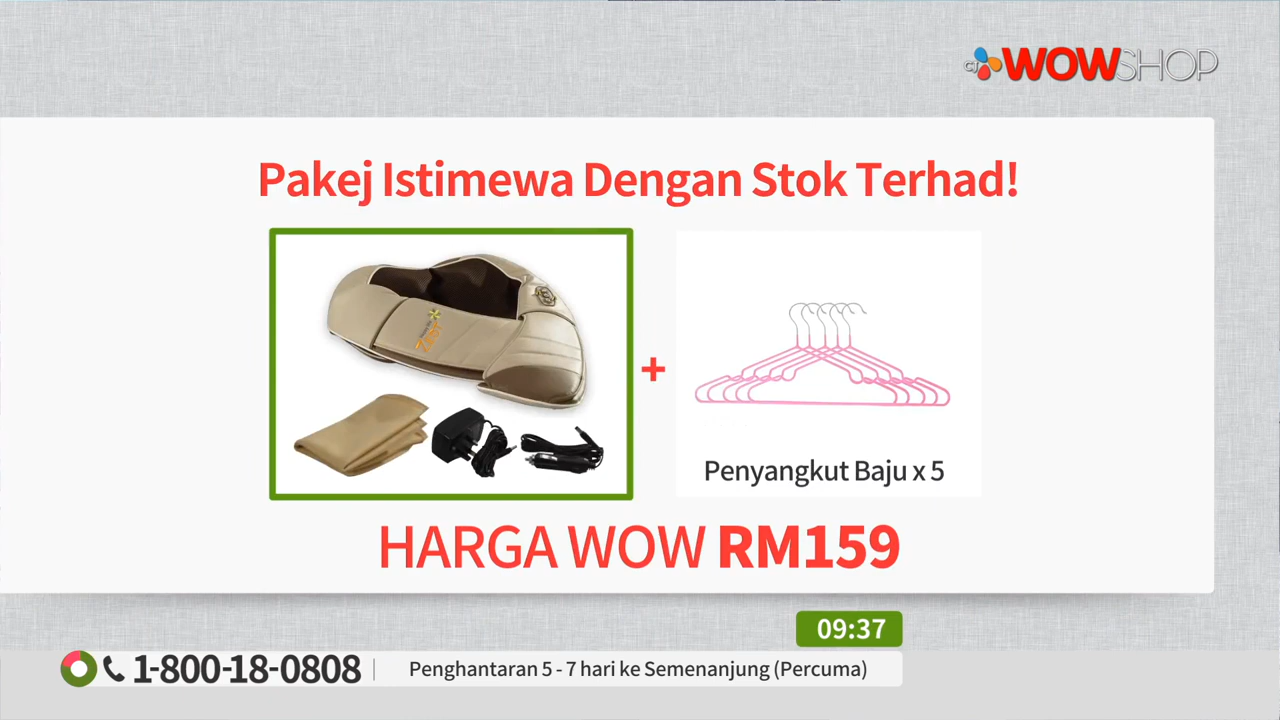 CJ WOWSHOP
Pakej Istimewa Dengan Stok Terhad!
+
Penyangkut Baju x 5
HARGA WOW RM159
09:37
1-800-18-0808
Penghantaran 5 - 7 hari ke Semenanjung (Percuma)